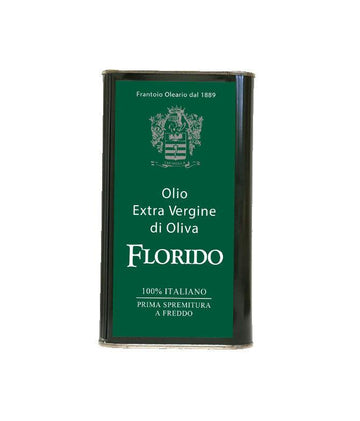 Frantoio Oleario dal 1889
Olio
Extra Vergine
di Oliva
FLORIDO
100% ITALIANO
PRIMA SPREMITURA
A FREDDO